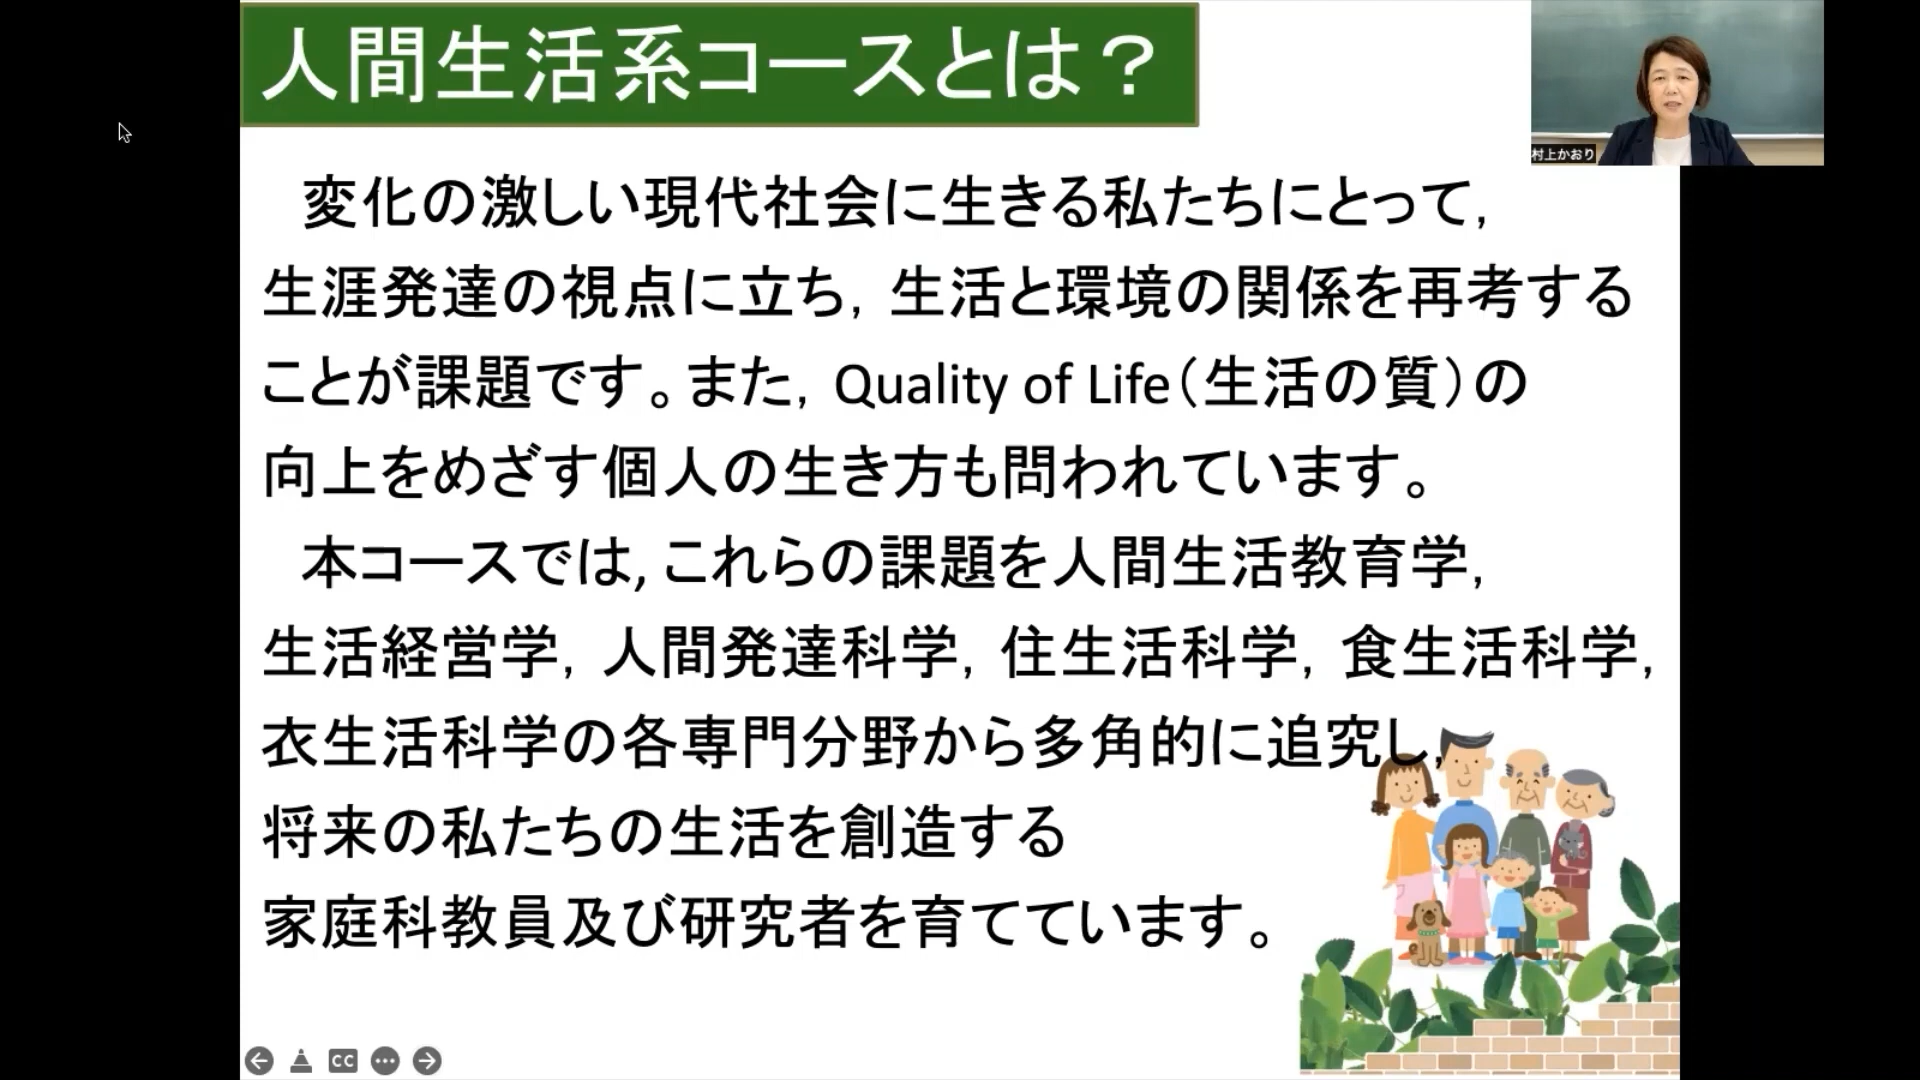 人間生活系コースとは？
村上かおり
変化の激しい現代社会に生きる私たちにとって，
生涯発達の視点に立ち，生活と環境の関係を再考する
ことが課題です。また，Quality of Life（生活の質）の
向上をめざす個人の生き方も問われています。
本コースでは,これらの課題を人間生活教育学，
生活経営学，人間発達科学，住生活科学，食生活科学，
衣生活科学の各専門分野から多角的に追究し，
将来の私たちの生活を創造する
家庭科教員及び研究者を育てています。
CC